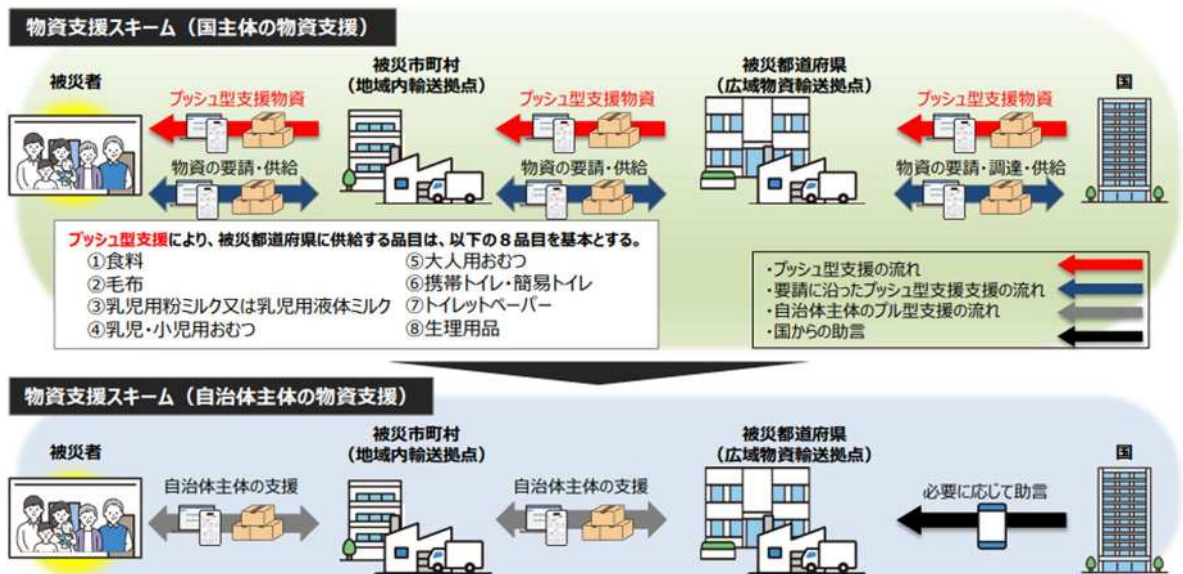 物資支援スキーム（国主体の物資支援）
被災者
被災市町村
（地域内輸送拠点）
被災都道府県
（広域物資輸送拠点）
国
プッシュ型支援物資
プッシュ型支援物資
プッシュ型支援物資
物資の要請・供給
物資の要請・供給
物資の要請・調達・供給
プッシュ型支援により、被災都道府県に供給する品目は、以下の８品目を基本とする。
①食料
②毛布
③乳児用粉ミルク又は乳児用液体ミルク
④乳児・小児用おむつ
⑤大人用おむつ
⑥携帯トイレ・簡易トイレ
⑦トイレットペーパー
⑧生理用品
・プッシュ型支援の流れ
・要請に沿ったプッシュ型支援支援の流れ
・自治体主体のプル型支援の流れ
・国からの助言
物資支援スキーム（自治体主体の物資支援）
被災者
被災市町村
（地域内輸送拠点）
被災都道府県
（広域物資輸送拠点）
国
自治体主体の支援
自治体主体の支援
必要に応じて助言